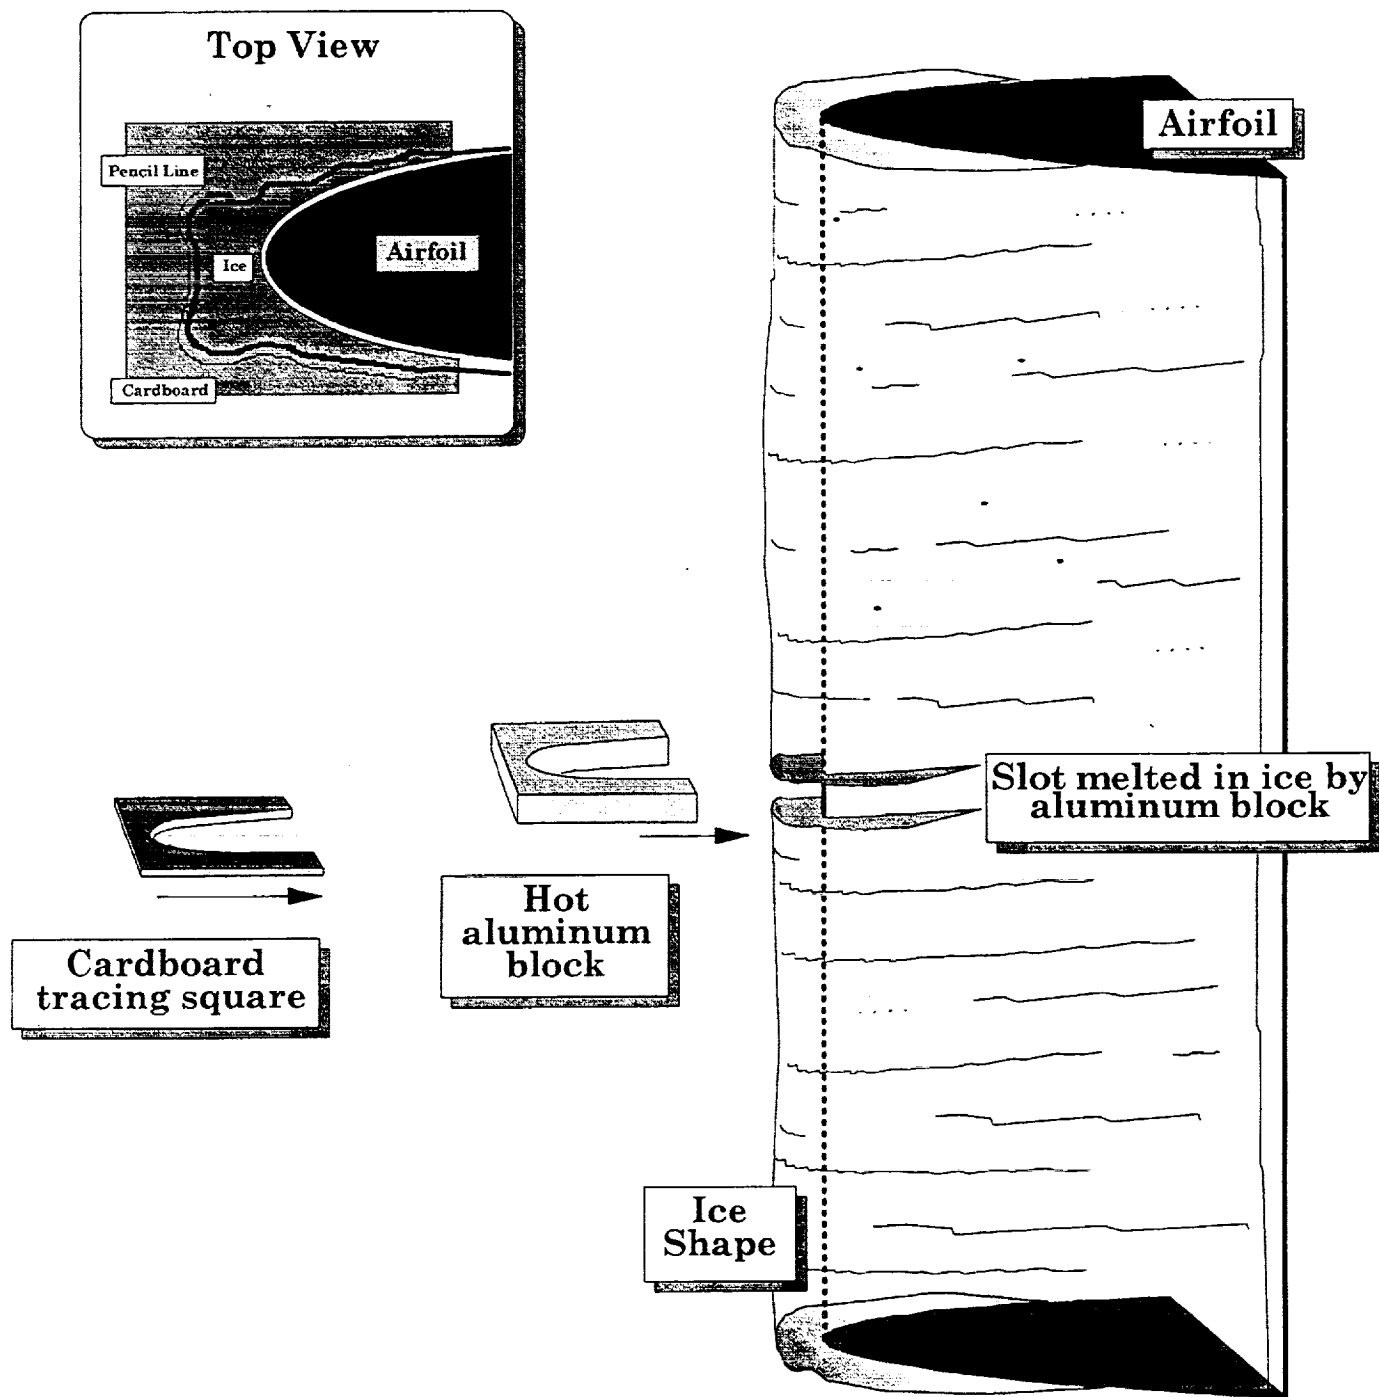 Top View
Pencil Line
Ice
Airfoil
Cardboard
Airfoil
Slot melted in ice by
aluminum block
Hot
aluminum
block
Cardboard
tracing square
Ice
Shape